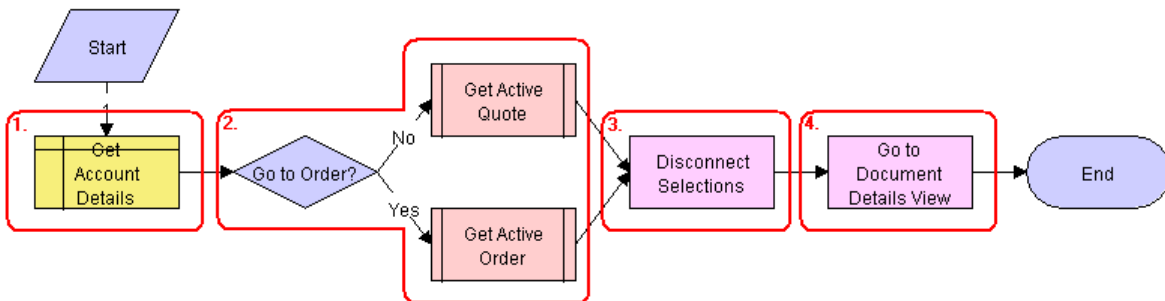 Start
1.
Get
Account
Details
2.
Go to Order?
No
Yes
Get Active
Quote
Get Active
Order
3.
Disconnect
Selections
4.
Go to
Document
Details View
End